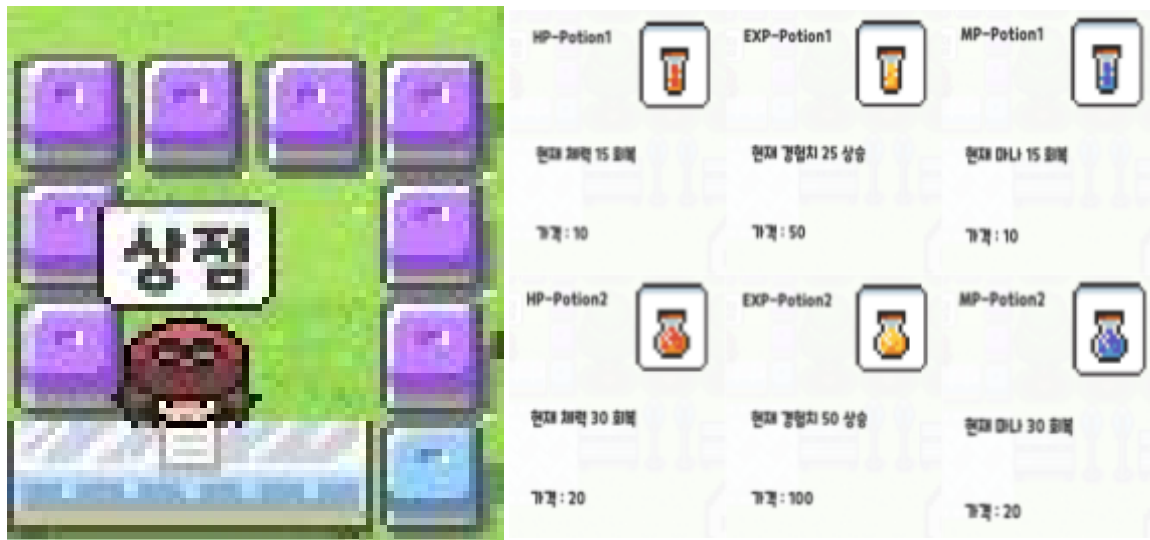 상점
HP-Potion1
현재 체력 15 회복
가격 : 10
EXP-Potion1
현재 경험치 25 상승
가격 : 50
MP-Potion1
현재 마나 15 회복
가격 : 10
HP-Potion2
현재 체력 30 회복
가격 : 20
EXP-Potion2
현재 경험치 50 상승
가격 : 100
MP-Potion2
현재 마나 30 회복
가격 : 20